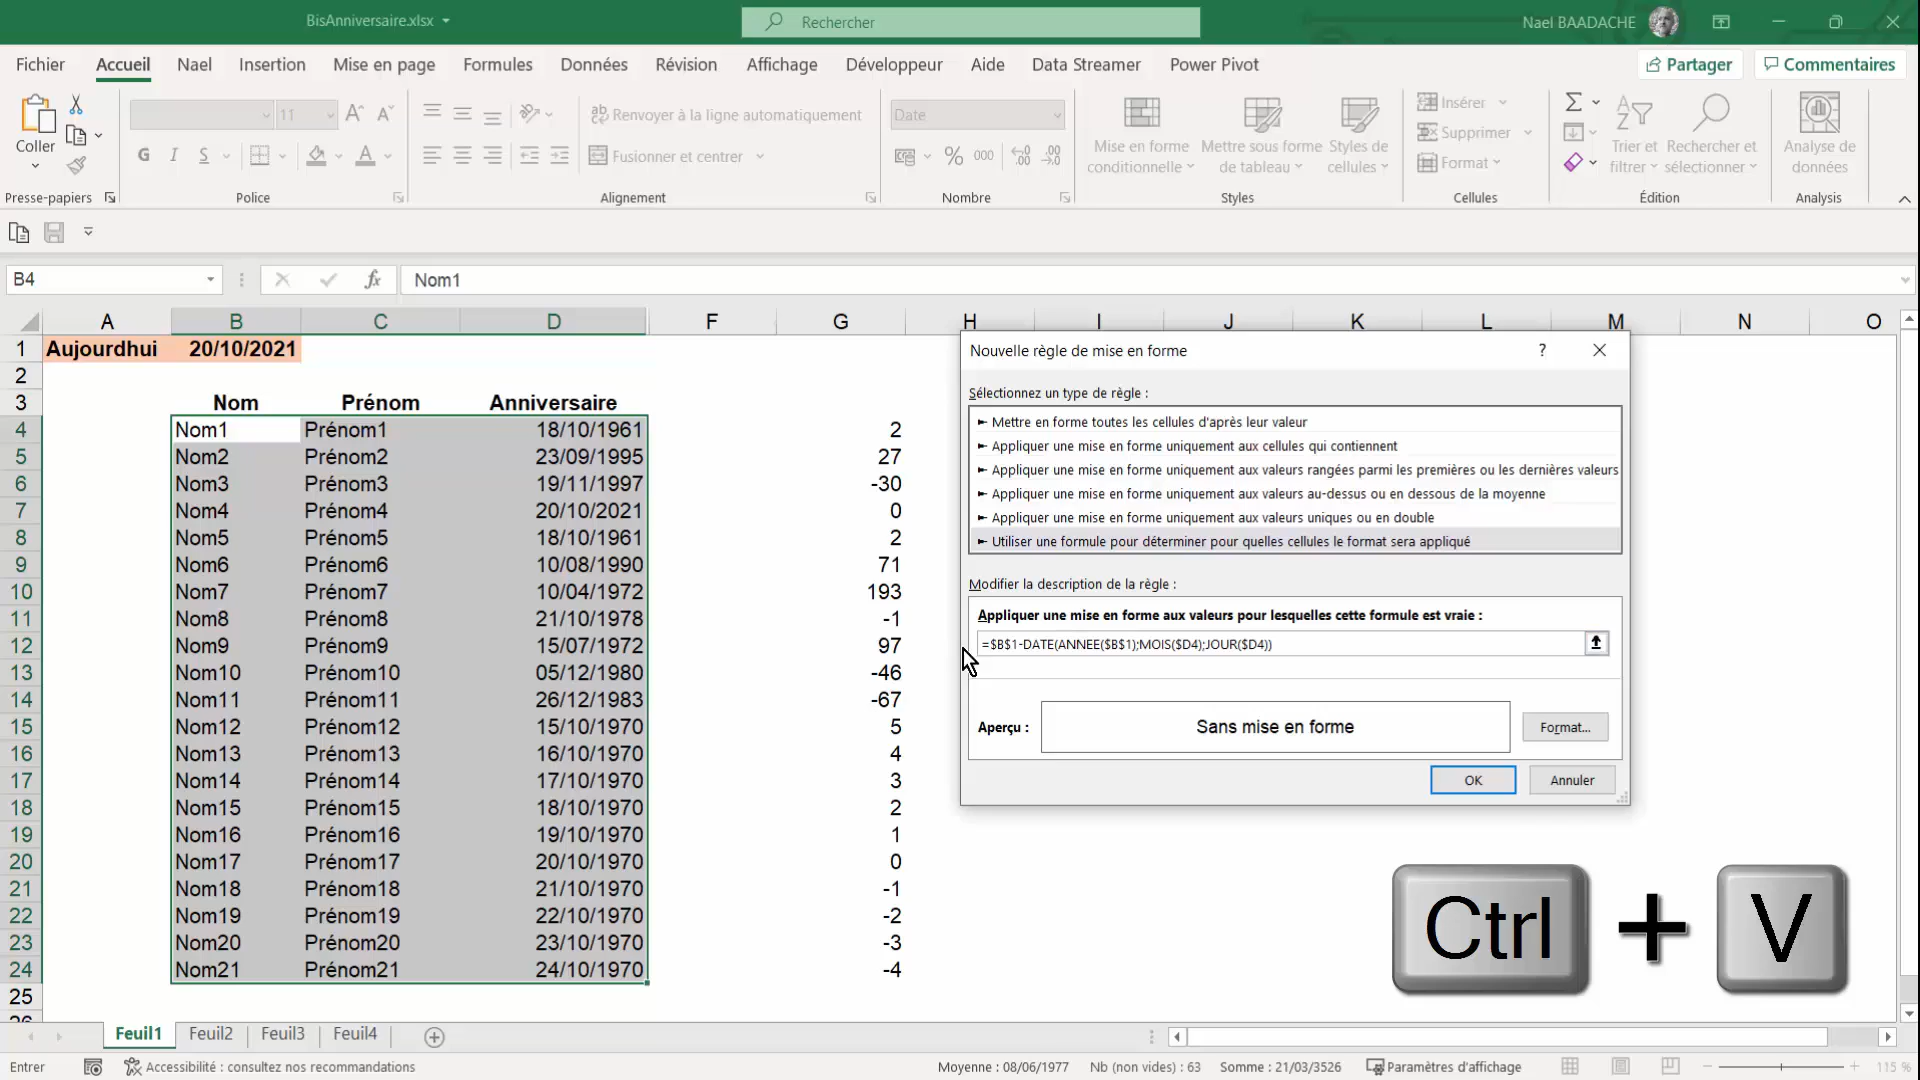 BisAnniversaire.xlsx
Rechercher
Nael BAADACHE
Fichier Accueil Nael Insertion Mise en page Formules Données Révision Affichage Développeur Aide Data Streamer Power Pivot Partager Commentaires
Coller
Presse-papiers
11
G I S
Police
Renvoyer à la ligne automatiquement
Fusionner et centrer
Alignement
Date
% 000
Nombre
Mise en forme conditionnelle
Mettre sous forme de tableau
Styles de cellules
Styles
Insérer
Supprimer
Format
Cellules
Trier et filtrer
Rechercher et sélectionner
Édition
Analyse de données
Analysis
B4 fx Nom1
A B C D F G H I J K L M N O
1 Aujourdhui 20/10/2021
2
3 Nom Prénom Anniversaire
4 Nom1 Prénom1 18/10/1961 2
5 Nom2 Prénom2 23/09/1995 27
6 Nom3 Prénom3 19/11/1997 -30
7 Nom4 Prénom4 20/10/2021 0
8 Nom5 Prénom5 18/10/1961 2
9 Nom6 Prénom6 10/08/1990 71
10 Nom7 Prénom7 10/04/1972 193
11 Nom8 Prénom8 21/10/1978 -1
12 Nom9 Prénom9 15/07/1972 97
13 Nom10 Prénom10 05/12/1980 -46
14 Nom11 Prénom11 26/12/1983 -67
15 Nom12 Prénom12 15/10/1970 5
16 Nom13 Prénom13 16/10/1970 4
17 Nom14 Prénom14 17/10/1970 3
18 Nom15 Prénom15 18/10/1970 2
19 Nom16 Prénom16 19/10/1970 1
20 Nom17 Prénom17 20/10/1970 0
21 Nom18 Prénom18 21/10/1970 -1
22 Nom19 Prénom19 22/10/1970 -2
23 Nom20 Prénom20 23/10/1970 -3
24 Nom21 Prénom21 24/10/1970 -4
25
26
Nouvelle règle de mise en forme ?
Sélectionnez un type de règle :
► Mettre en forme toutes les cellules d'après leur valeur
► Appliquer une mise en forme uniquement aux cellules qui contiennent
► Appliquer une mise en forme uniquement aux valeurs rangées parmi les premières ou les dernières valeurs
► Appliquer une mise en forme uniquement aux valeurs au-dessus ou en dessous de la moyenne
► Appliquer une mise en forme uniquement aux valeurs uniques ou en double
► Utiliser une formule pour déterminer pour quelles cellules le format sera appliqué
Modifier la description de la règle :
Appliquer une mise en forme aux valeurs pour lesquelles cette formule est vraie :
=$B$1-DATE(ANNEE($B$1);MOIS($D4);JOUR($D4))
Aperçu : Sans mise en forme Format...
OK Annuler
Ctrl + V
Feuil1 Feuil2 Feuil3 Feuil4
Entrer Accessibilité : consultez nos recommandations Moyenne : 08/06/1977 Nb (non vides) : 63 Somme : 21/03/3526 Paramètres d'affichage 115 %